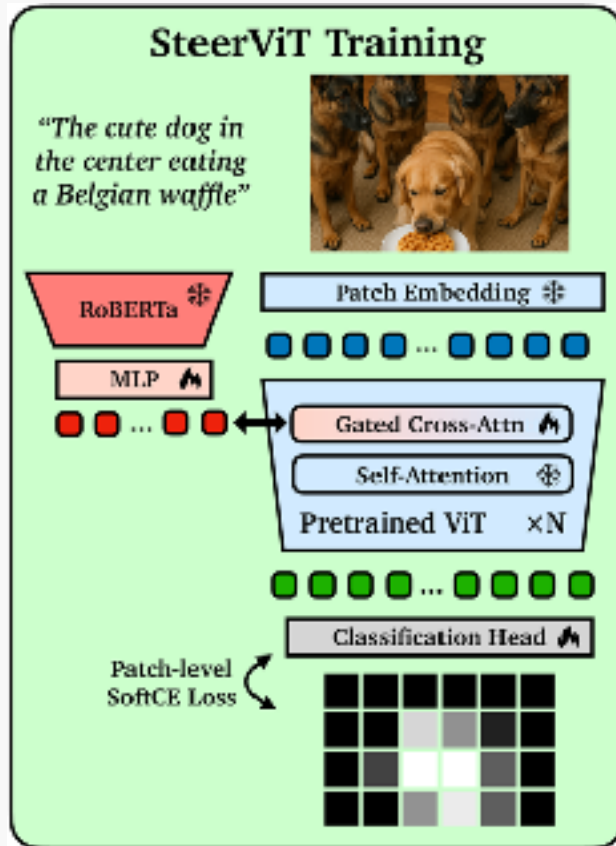 SteerViT Training
“The cute dog in
the center eating
a Belgian waffle”
RoBERTa
Patch Embedding
MLP
...
...
Gated Cross-Attn
Self-Attention
Pretrained ViT ×N
...
Classification Head
Patch-level
SoftCE Loss